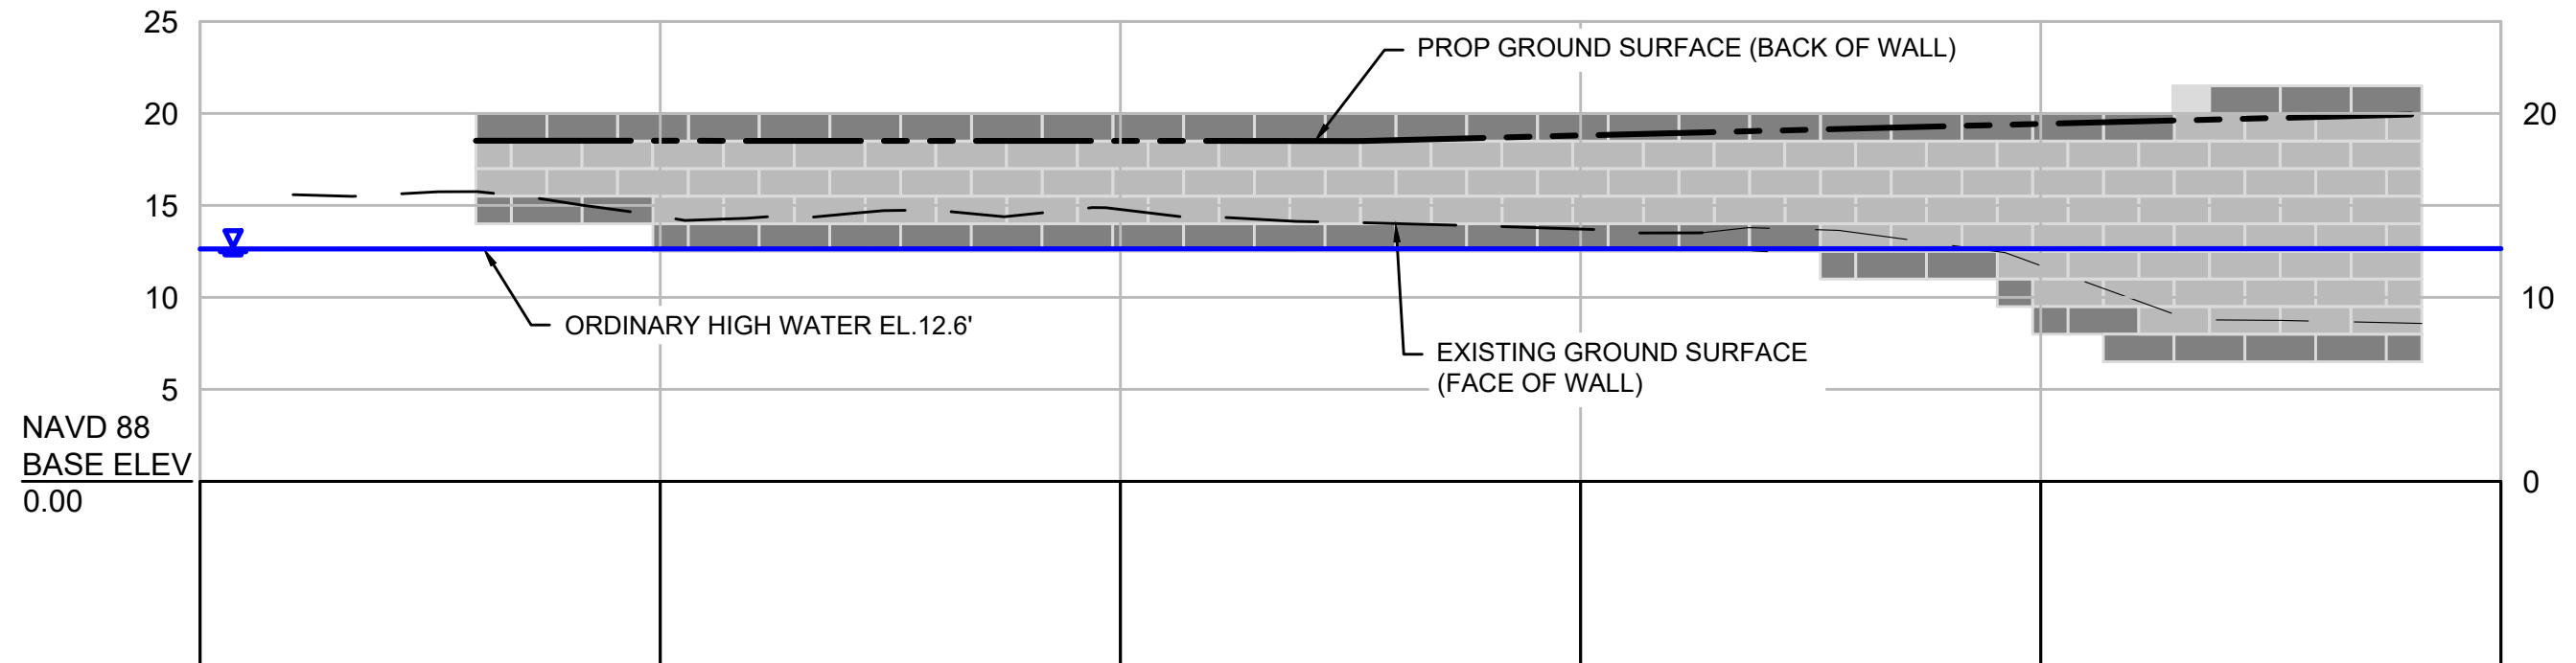 25
PROP GROUND SURFACE (BACK OF WALL)
20
20
15
10
10
ORDINARY HIGH WATER EL.12.6'
EXISTING GROUND SURFACE
(FACE OF WALL)
5
NAVD 88
BASE ELEV
0.00
0